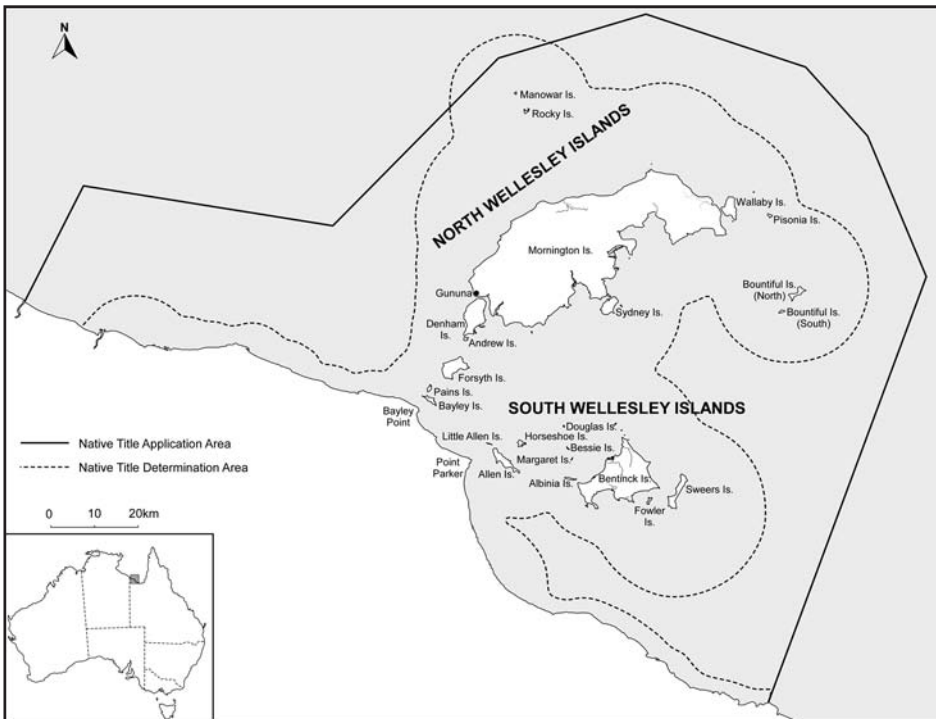 N
Manowar Is.
Rocky Is.
NORTH WELLESLEY ISLANDS
Wallaby Is.
Pisonia Is.
Mornington Is.
Gununa
Bountiful Is.
(North)
Bountiful Is.
(South)
Sydney Is.
Denham
Is.
Andrew Is.
Forsyth Is.
Pains Is.
Bayley Is.
Bayley
Point
SOUTH WELLESLEY ISLANDS
Douglas Is.
Little Allen Is.
Horseshoe Is.
Bessie Is.
Margaret Is.
Point
Parker
Allen Is.
Albinia Is.
Bentinck Is.
Sweers Is.
Fowler
Is.
Native Title Application Area
Native Title Determination Area
0 10 20km